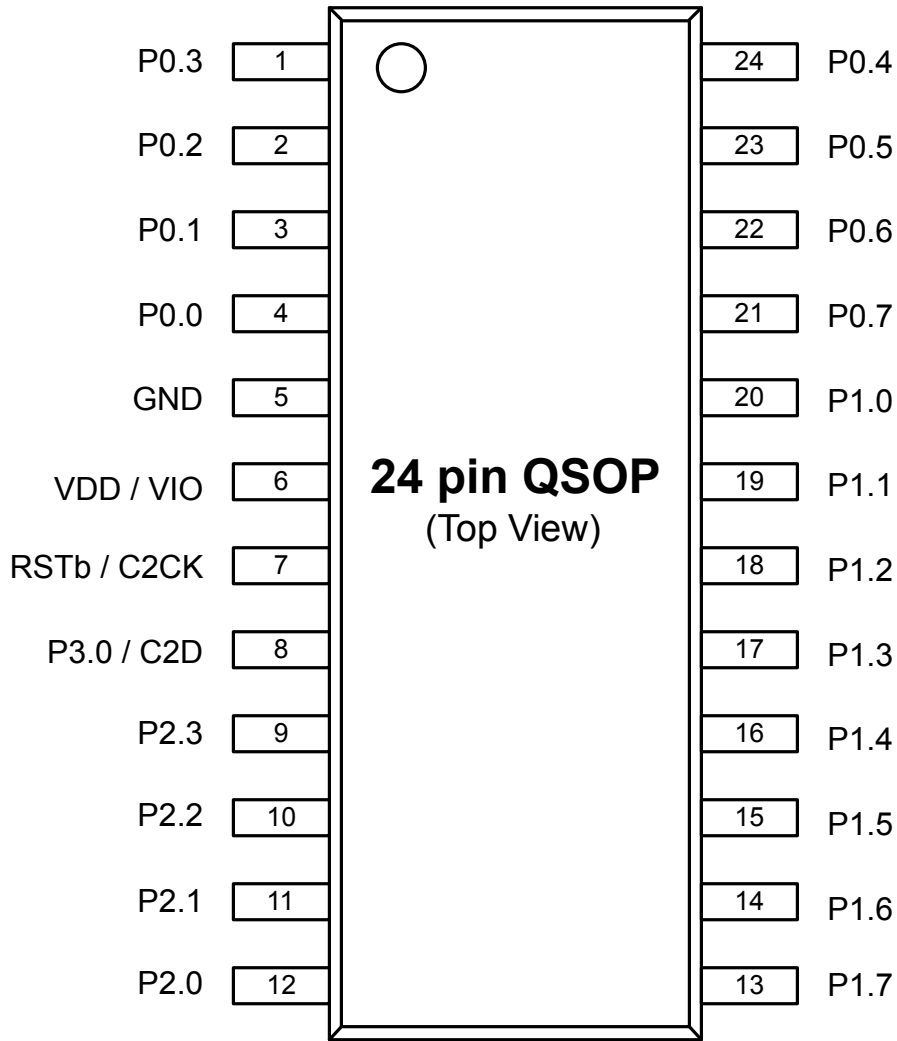 P0.3 1 24 P0.4
P0.2 2 23 P0.5
P0.1 3 22 P0.6
P0.0 4 21 P0.7
GND 5 20 P1.0
VDD / VIO 6 24 pin QSOP 19 P1.1
(Top View)
RSTb / C2CK 7 18 P1.2
P3.0 / C2D 8 17 P1.3
P2.3 9 16 P1.4
P2.2 10 15 P1.5
P2.1 11 14 P1.6
P2.0 12 13 P1.7